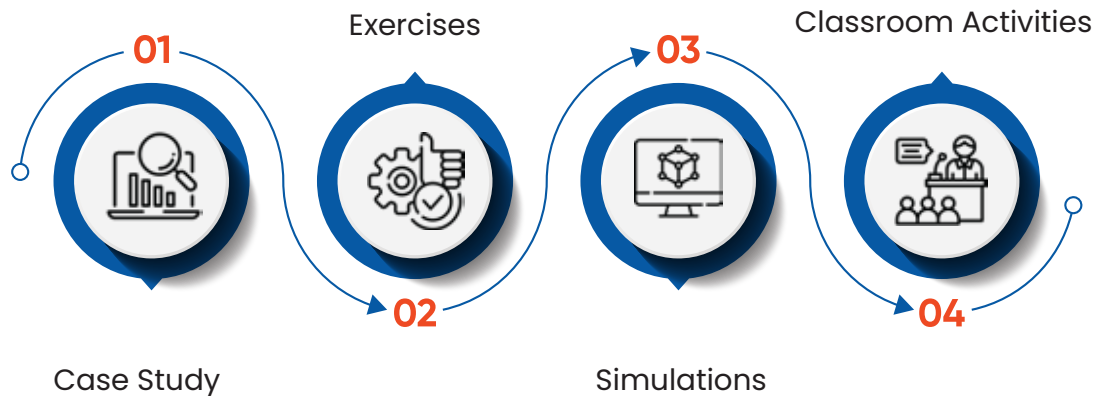 01
Case Study
Exercises
02
03
Simulations
Classroom Activities
04